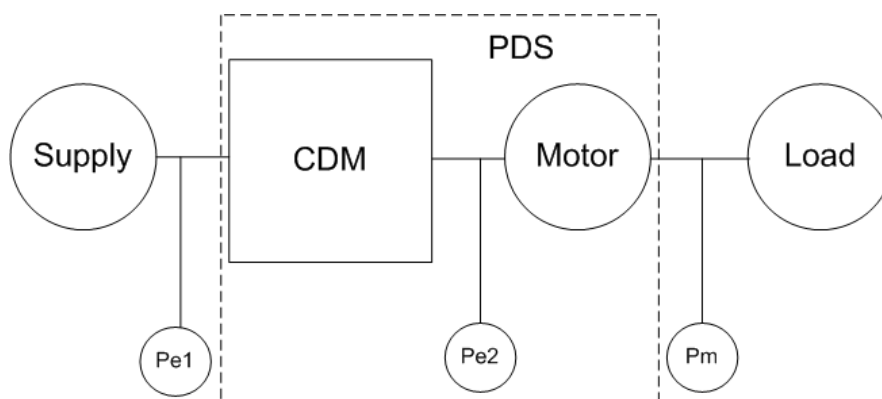 PDS
Supply
CDM
Motor
Load
Pe1
Pe2
Pm